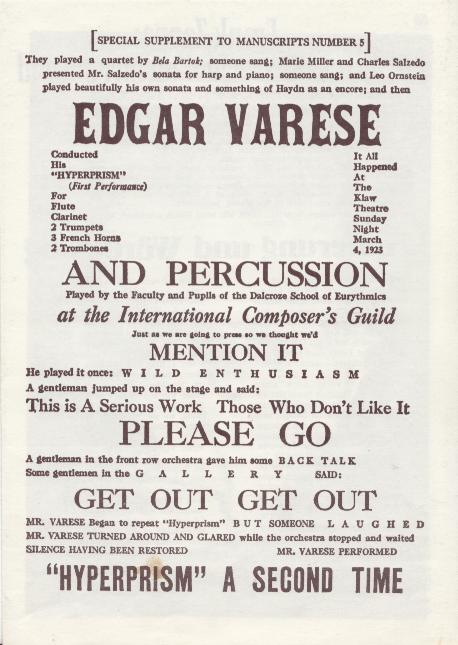 [SPECIAL SUPPLEMENT TO MANUSCRIPTS NUMBER 5]
They played a quartet by Bela Bartok; someone sang; Marie Miller and Charles Salzedo
presented Mr. Salzedo's sonata for harp and piano; someone sang; and Leo Ornstein
played beautifully his own sonata and something of Haydn as an encore; and then
EDGAR VARESE
Conducted
His
"HYPERPRISM"
(First Performance)
For
Flute
Clarinet
2 Trumpets
3 French Horns
2 Trombones
It All
Happened
At
The
Klaw
Theatre
Sunday
Night
March
4, 1923
AND PERCUSSION
Played by the Faculty and Pupils of the Dalcroze School of Eurythmics
at the International Composer's Guild
Just as we are going to press so we thought we'd
MENTION IT
He played it once: WILD ENTHUSIASM
A gentleman jumped up on the stage and said:
This is A Serious Work Those Who Don't Like It
PLEASE GO
A gentleman in the front row orchestra gave him some BACK TALK
Some gentlemen in the GALLERY SAID:
GET OUT GET OUT
MR. VARESE Began to repeat "Hyperprism" BUT SOMEONE LAUGHED
MR. VARESE TURNED AROUND AND GLARED while the orchestra stopped and waited
SILENCE HAVING BEEN RESTORED MR. VARESE PERFORMED
"HYPERPRISM" A SECOND TIME